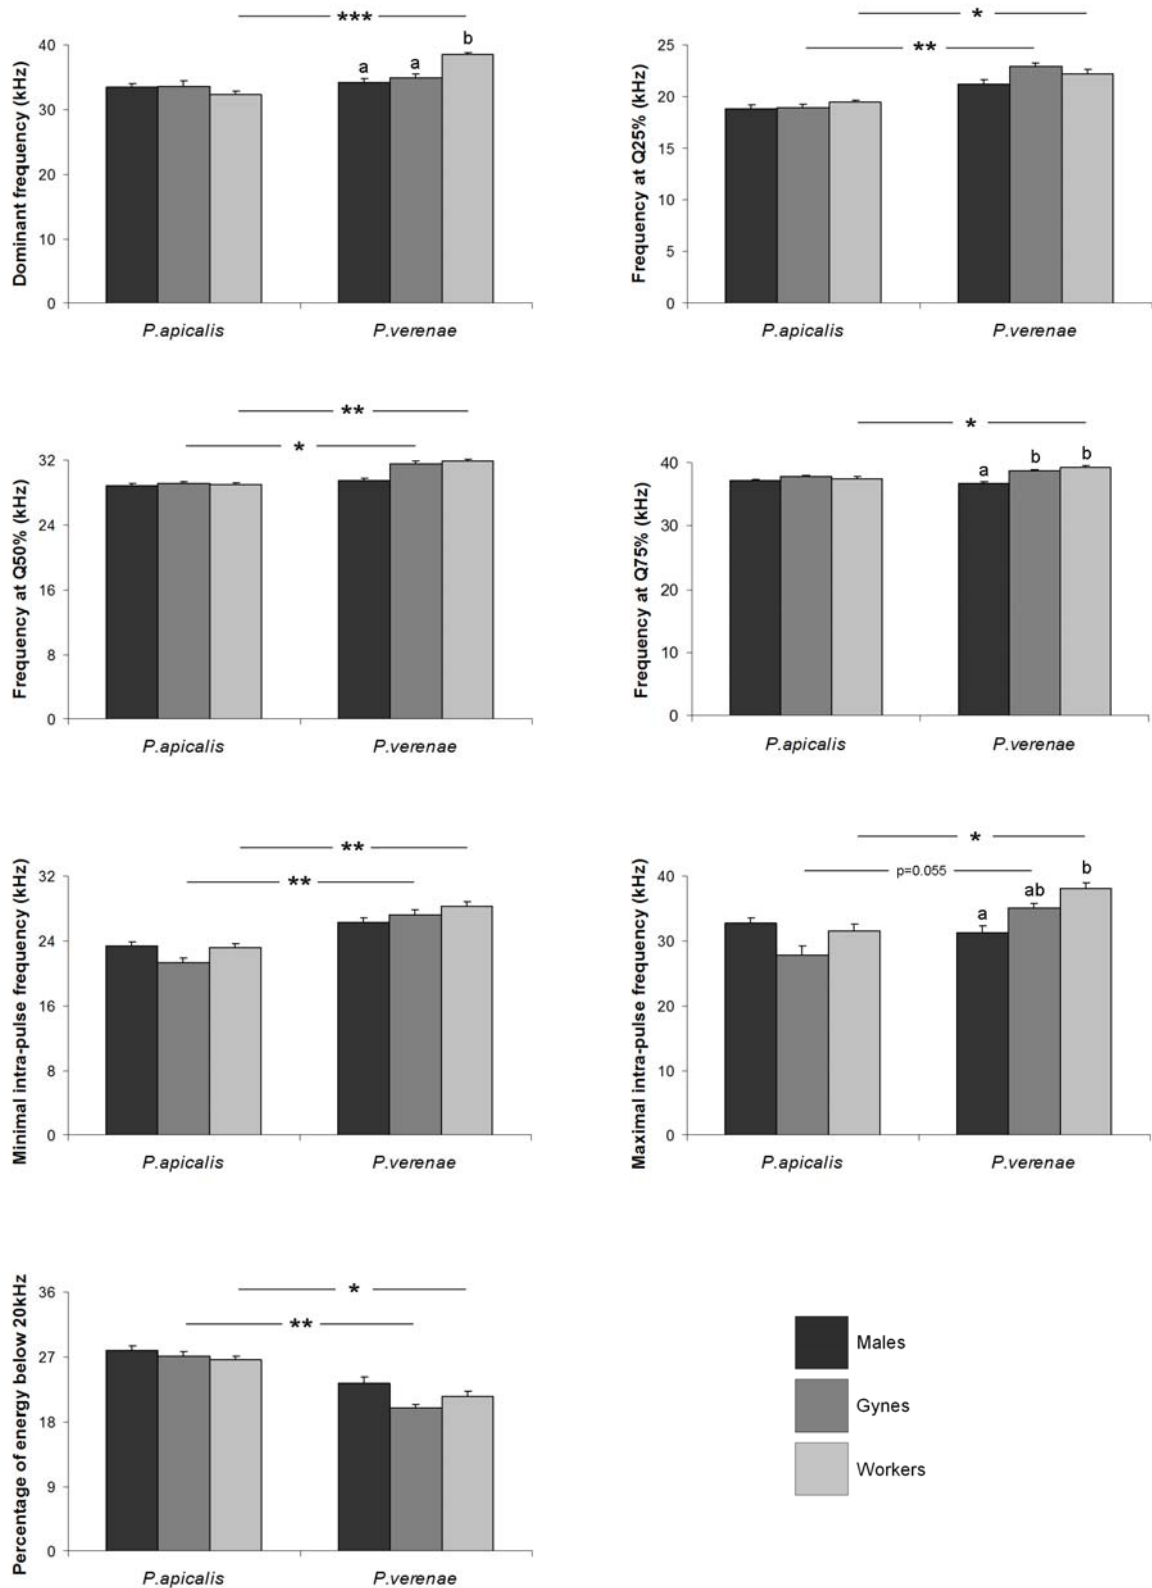 ***
Dominant frequency (kHz)
40
30
20
10
0
a
a
b
P.apicalis
P.verenae
*
**
Frequency at Q25% (kHz)
25
20
15
10
5
0
P.apicalis
P.verenae
**
*
Frequency at Q50% (kHz)
32
24
16
8
0
P.apicalis
P.verenae
*
Frequency at Q75% (kHz)
40
30
20
10
0
a
b
b
P.apicalis
P.verenae
**
**
Minimal intra-pulse frequency (kHz)
32
24
16
8
0
P.apicalis
P.verenae
*
p=0.055
Maximal intra-pulse frequency (kHz)
40
30
20
10
0
a
ab
b
P.apicalis
P.verenae
*
**
Percentage of energy below 20kHz
36
27
18
9
0
P.apicalis
P.verenae
Males
Gynes
Workers